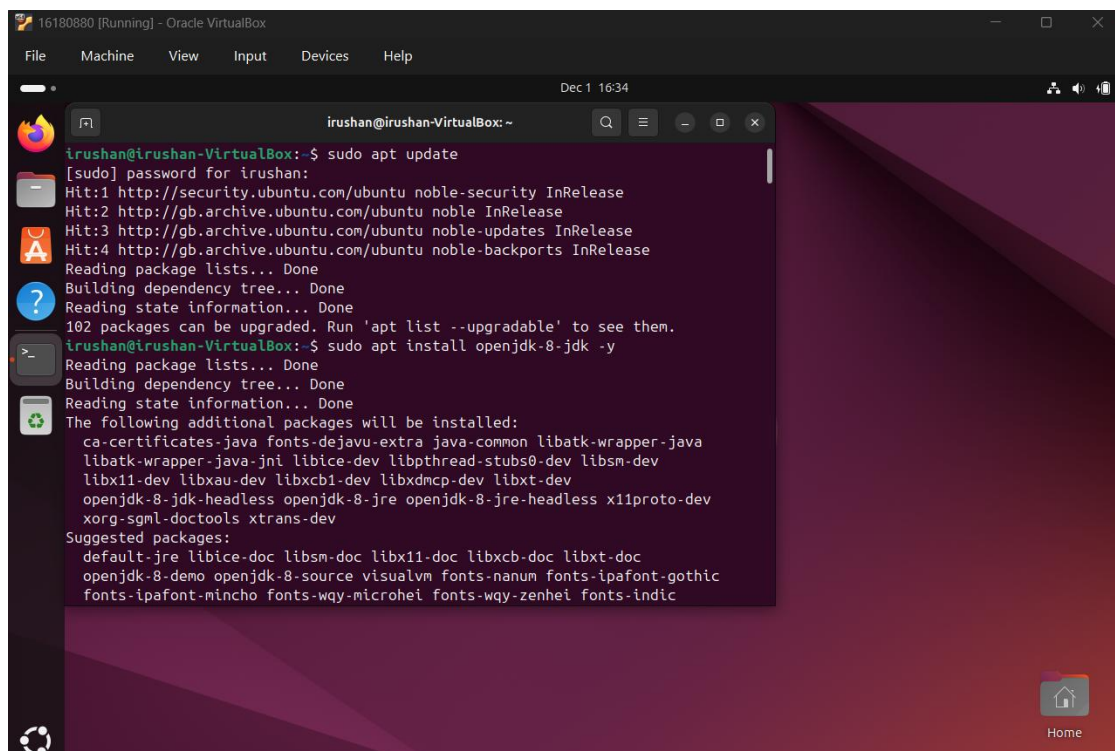 16180880 [Running] - Oracle VirtualBox
File Machine View Input Devices Help
Dec 1 16:34
irushan@irushan-VirtualBox: ~
irushan@irushan-VirtualBox:~$ sudo apt update
[sudo] password for irushan:
Hit:1 http://security.ubuntu.com/ubuntu noble-security InRelease
Hit:2 http://gb.archive.ubuntu.com/ubuntu noble InRelease
Hit:3 http://gb.archive.ubuntu.com/ubuntu noble-updates InRelease
Hit:4 http://gb.archive.ubuntu.com/ubuntu noble-backports InRelease
Reading package lists... Done
Building dependency tree... Done
Reading state information... Done
102 packages can be upgraded. Run 'apt list --upgradable' to see them.
irushan@irushan-VirtualBox:~$ sudo apt install openjdk-8-jdk -y
Reading package lists... Done
Building dependency tree... Done
Reading state information... Done
The following additional packages will be installed:
  ca-certificates-java fonts-dejavu-extra java-common libatk-wrapper-java
  libatk-wrapper-java-jni libice-dev libpthread-stubs0-dev libsm-dev
  libx11-dev libxau-dev libxcb1-dev libxdmcp-dev libxt-dev
  openjdk-8-jdk-headless openjdk-8-jre openjdk-8-jre-headless x11proto-dev
  xorg-sgml-doctools xtrans-dev
Suggested packages:
  default-jre libice-doc libsm-doc libx11-doc libxcb-doc libxt-doc
  openjdk-8-demo openjdk-8-source visualvm fonts-nanum fonts-ipafont-gothic
  fonts-ipafont-mincho fonts-wqy-microhei fonts-wqy-zenhei fonts-indic
Home